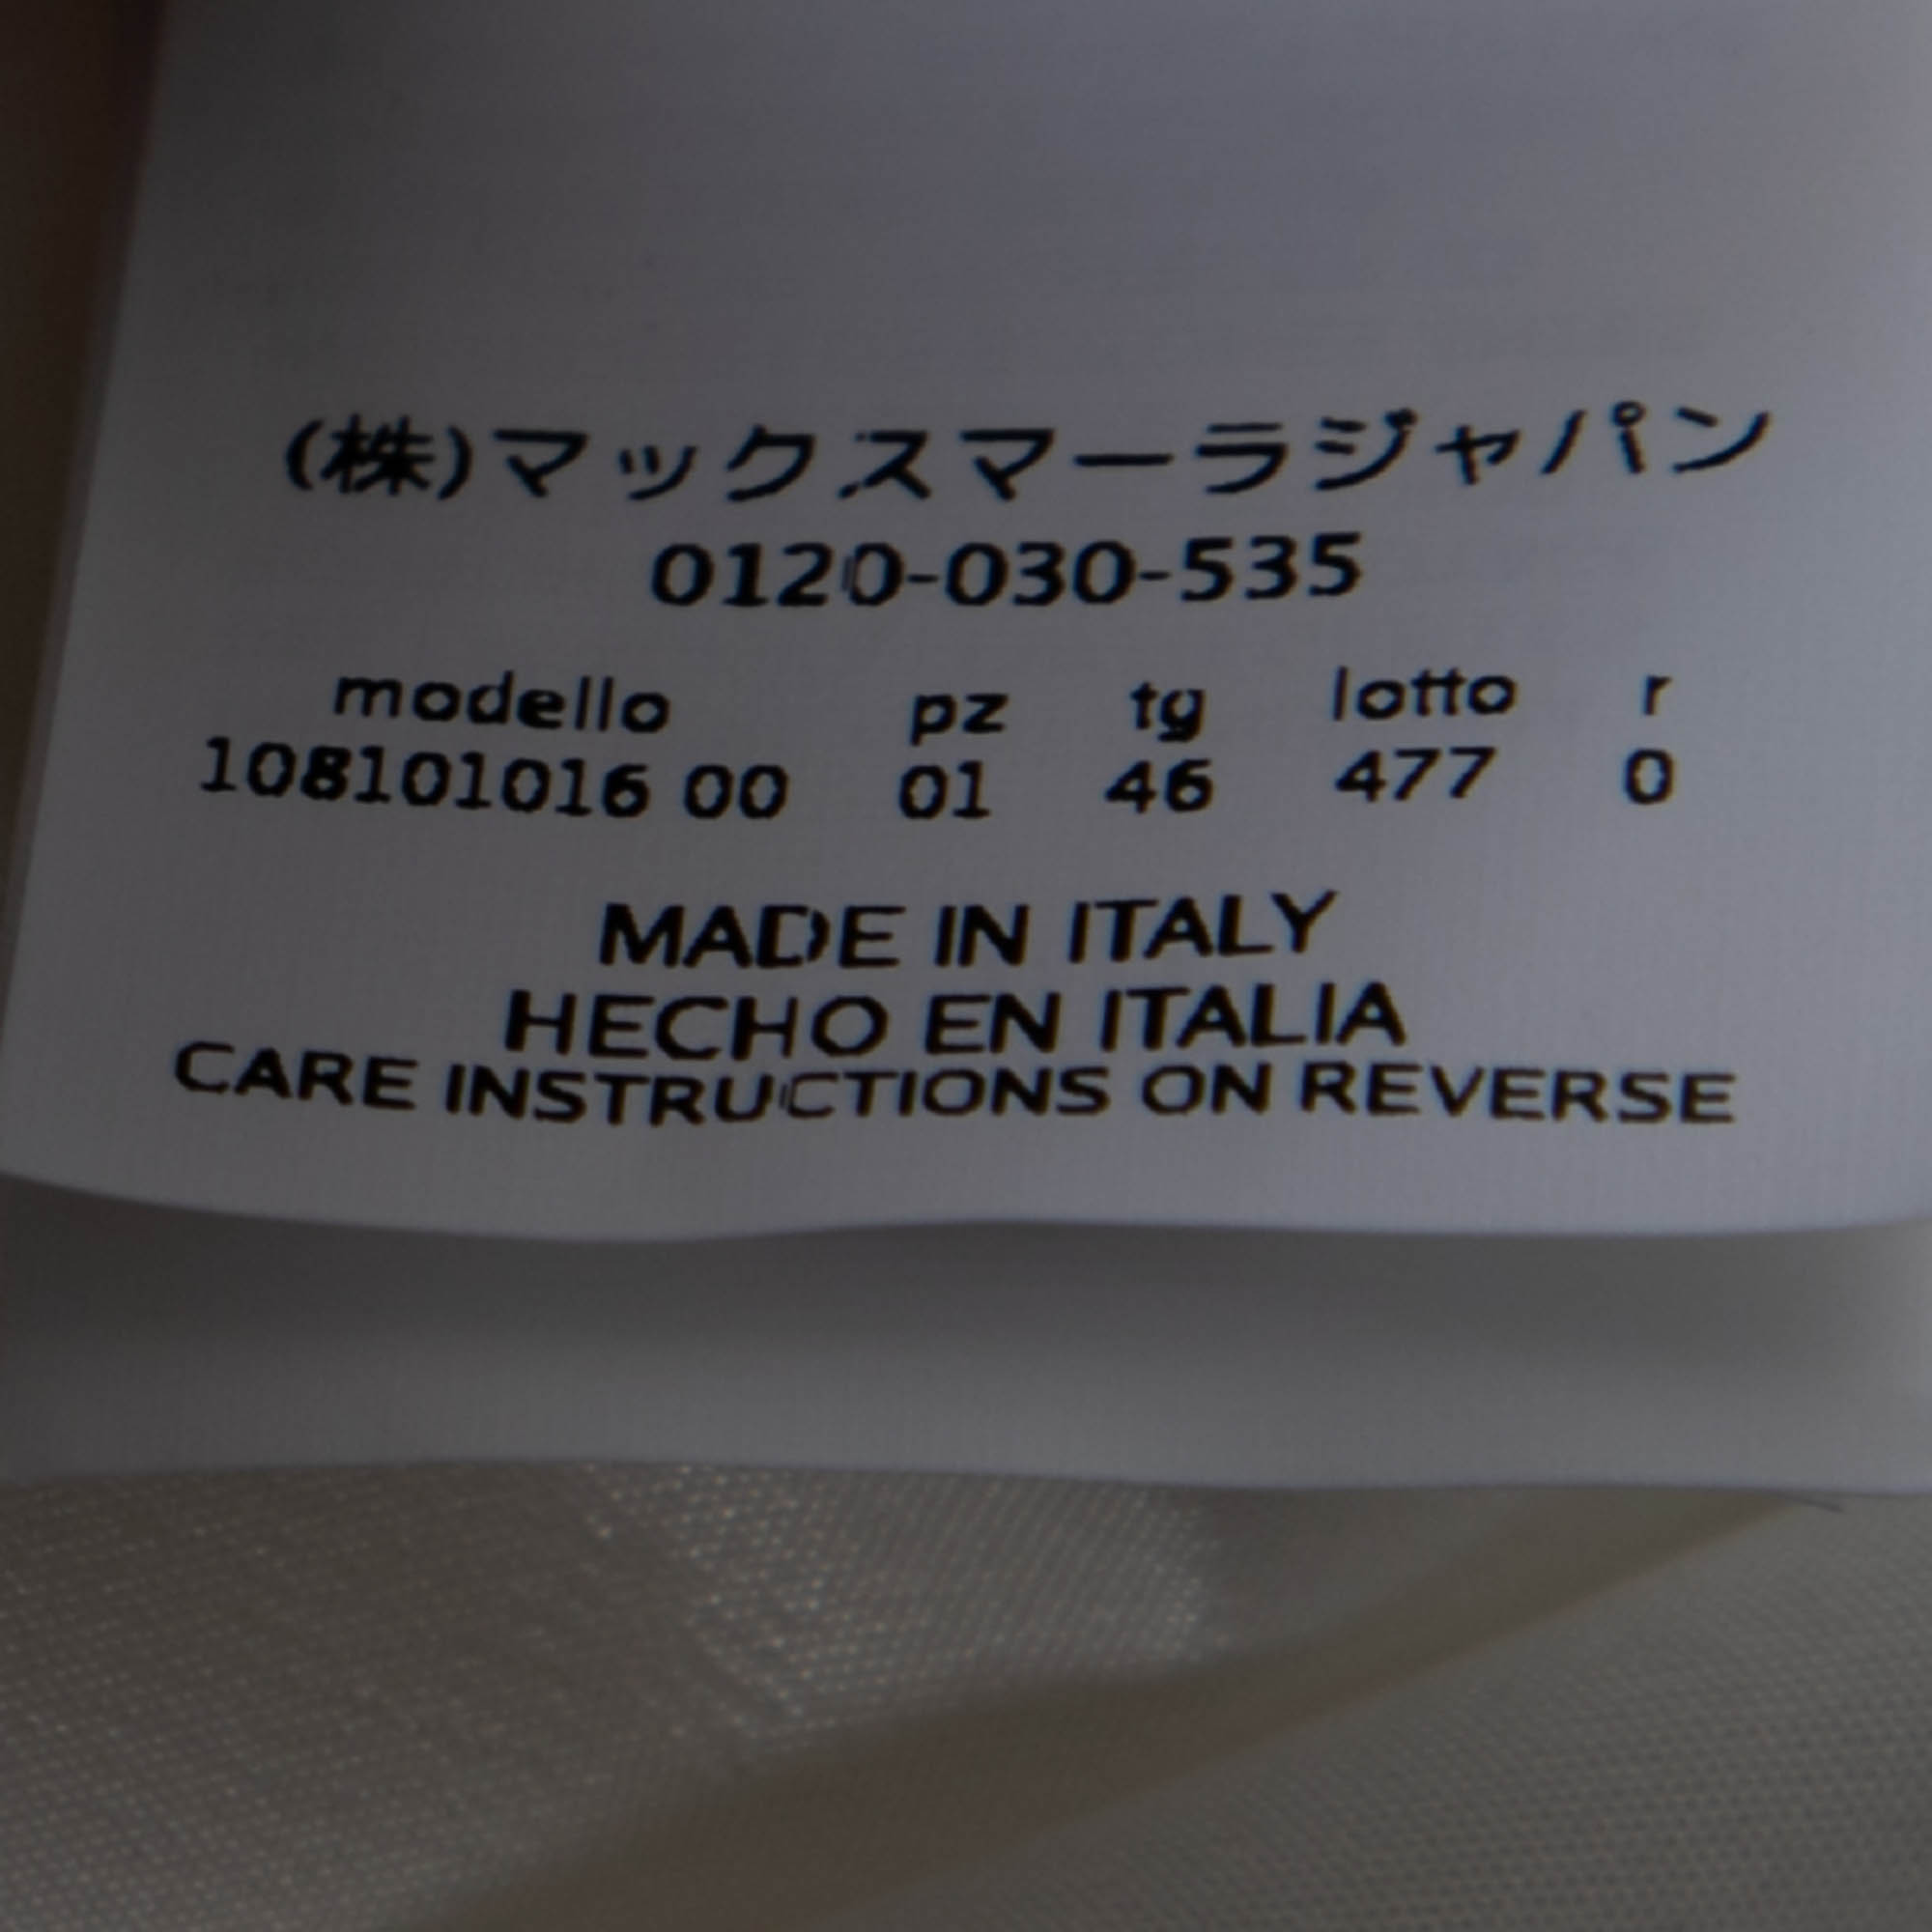 (株)マックスマーラジャパン
0120-030-535
modello pz tg lotto r
108101016 00 01 46 477 0
MADE IN ITALY
HECHO EN ITALIA
CARE INSTRUCTIONS ON REVERSE